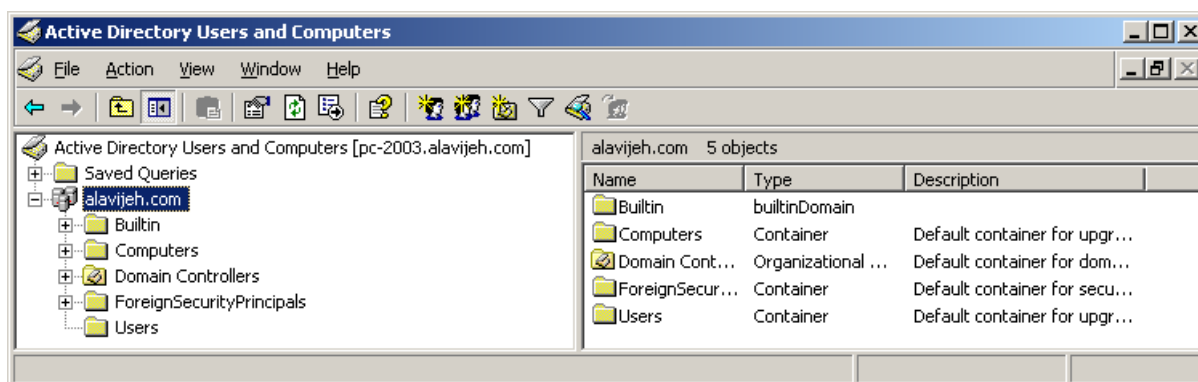 Active Directory Users and Computers
File Action View Window Help
Active Directory Users and Computers [pc-2003.alavijeh.com]
Saved Queries
alavijeh.com
Builtin
Computers
Domain Controllers
ForeignSecurityPrincipals
Users
alavijeh.com 5 objects
Name Type Description
Builtin builtinDomain
Computers Container Default container for upgr...
Domain Cont... Organizational ... Default container for dom...
ForeignSecur... Container Default container for secu...
Users Container Default container for upgr...